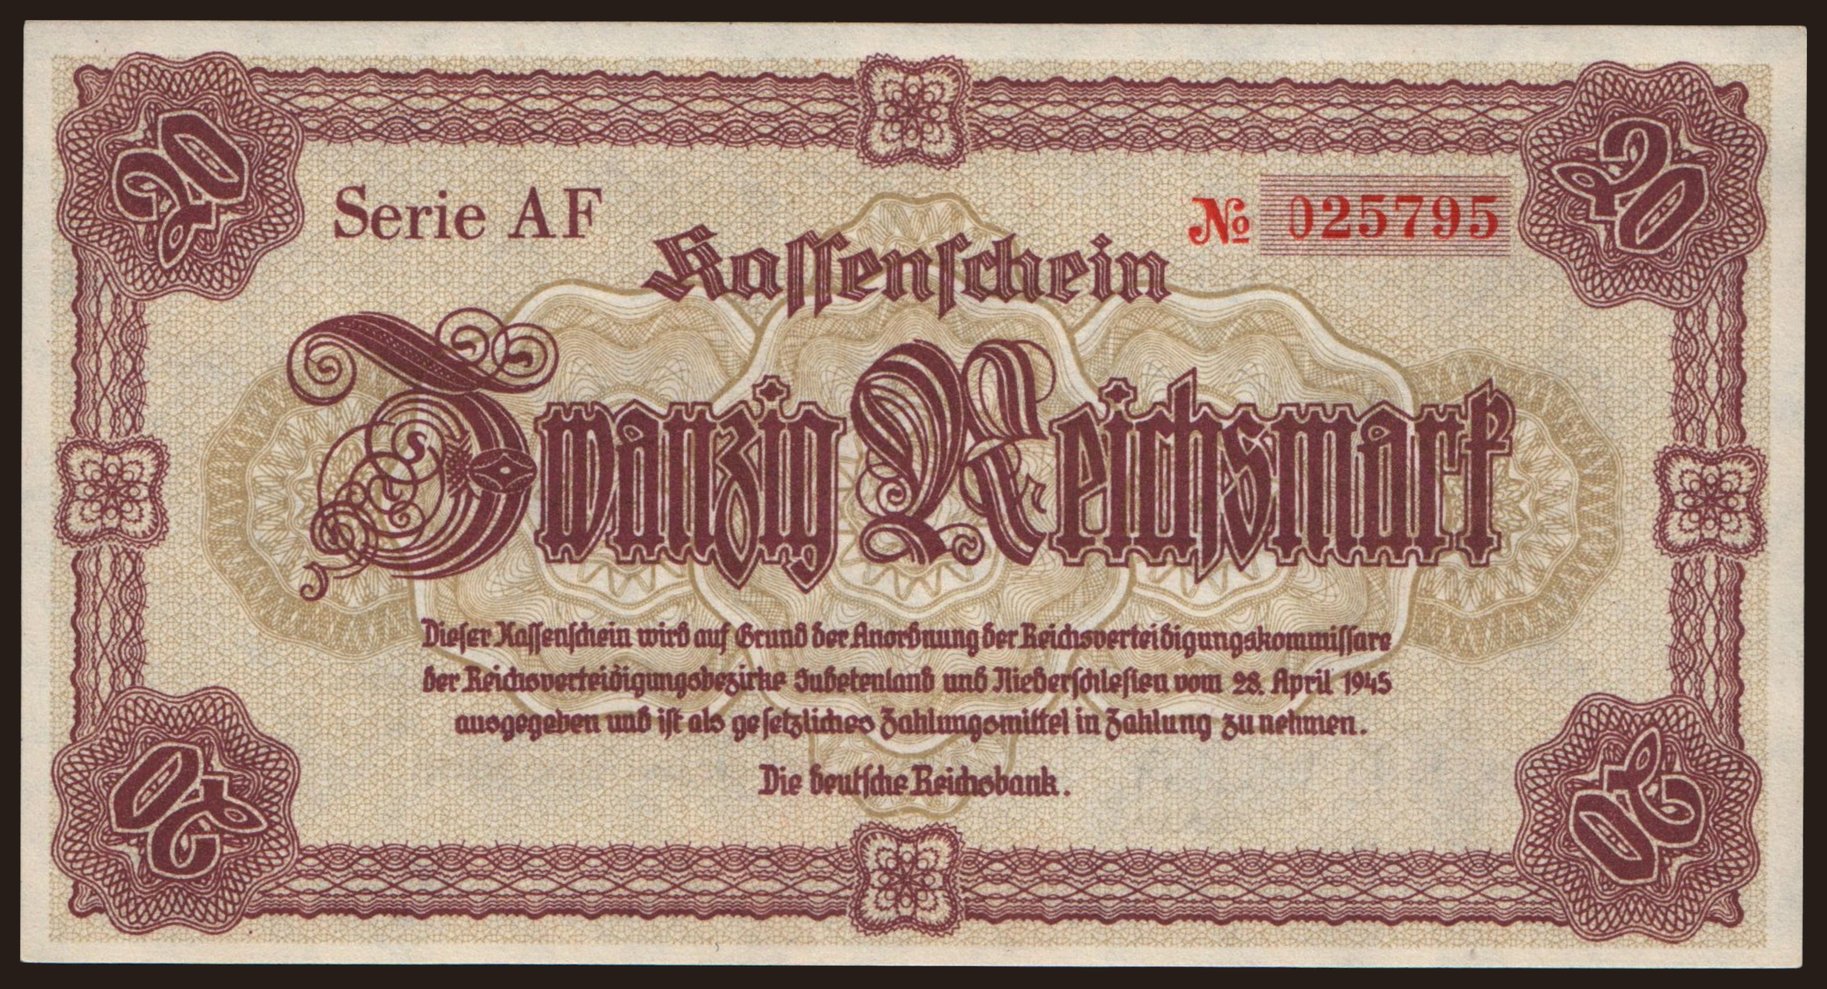 20
20
Serie AF
№ 025795
Kassenschein
Zwanzig Reichsmark
Dieser Kassenschein wird auf Grund der Anordnung der Reichsverteidigungskommissare
der Reichsverteidigungsbezirke Sudetenland und Niederschlesien vom 28. April 1945
ausgegeben und ist als gesetzliches Zahlungsmittel in Zahlung zu nehmen.
Die deutsche Reichsbank.
20
20